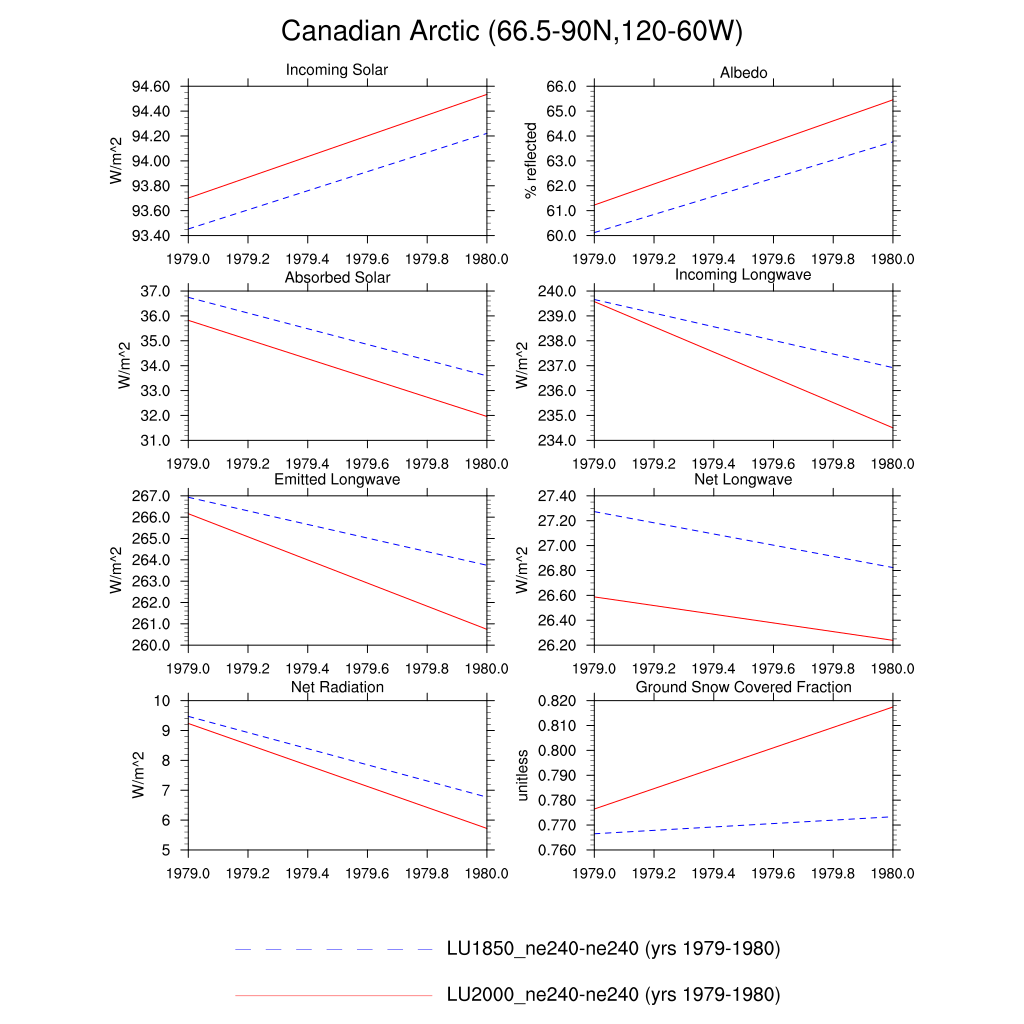 Canadian Arctic (66.5-90N,120-60W)
Incoming Solar
W/m^2
94.60
94.40
94.20
94.00
93.80
93.60
93.40
1979.0 1979.2 1979.4 1979.6 1979.8 1980.0
Albedo
% reflected
66.0
65.0
64.0
63.0
62.0
61.0
60.0
1979.0 1979.2 1979.4 1979.6 1979.8 1980.0
Absorbed Solar
W/m^2
37.0
36.0
35.0
34.0
33.0
32.0
31.0
1979.0 1979.2 1979.4 1979.6 1979.8 1980.0
Incoming Longwave
W/m^2
240.0
239.0
238.0
237.0
236.0
235.0
234.0
1979.0 1979.2 1979.4 1979.6 1979.8 1980.0
Emitted Longwave
W/m^2
267.0
266.0
265.0
264.0
263.0
262.0
261.0
260.0
1979.0 1979.2 1979.4 1979.6 1979.8 1980.0
Net Longwave
W/m^2
27.40
27.20
27.00
26.80
26.60
26.40
26.20
1979.0 1979.2 1979.4 1979.6 1979.8 1980.0
Net Radiation
W/m^2
10
9
8
7
6
5
1979.0 1979.2 1979.4 1979.6 1979.8 1980.0
Ground Snow Covered Fraction
unitless
0.820
0.810
0.800
0.790
0.780
0.770
0.760
1979.0 1979.2 1979.4 1979.6 1979.8 1980.0
LU1850_ne240-ne240 (yrs 1979-1980)
LU2000_ne240-ne240 (yrs 1979-1980)